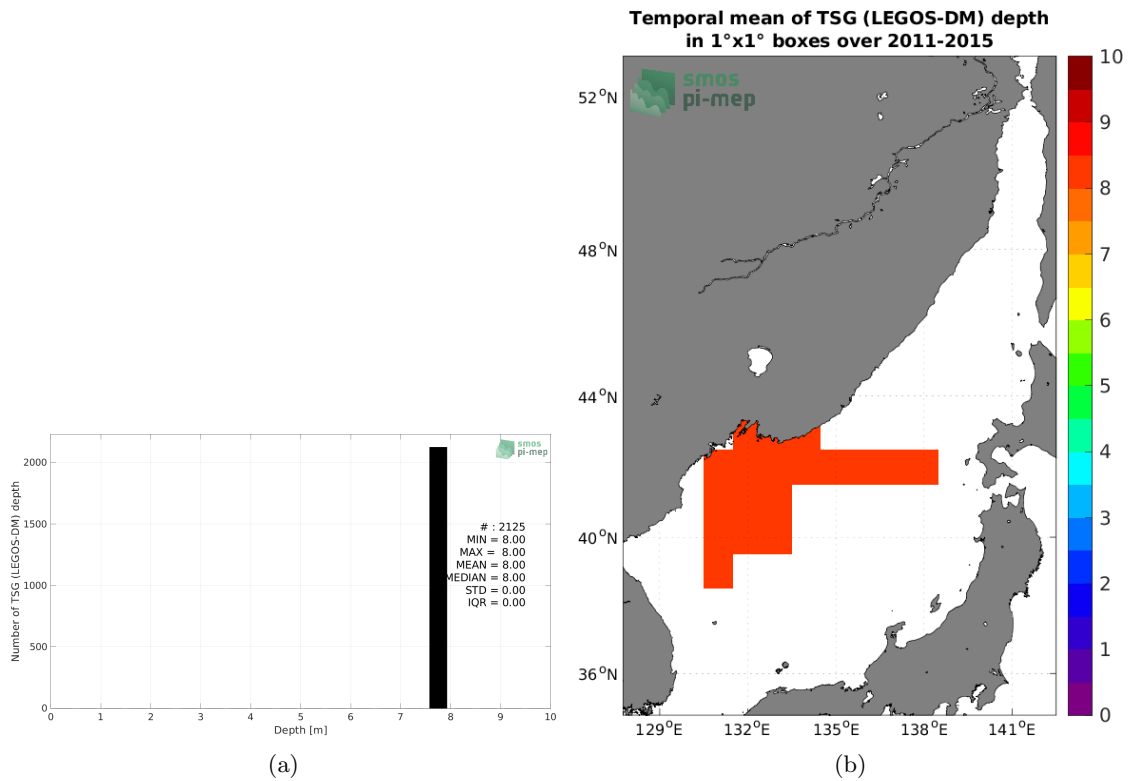 smos
pi-mep
2000
1500
1000
500
0
Number of TSG (LEGOS-DM) depth
# : 2125
MIN = 8.00
MAX = 8.00
MEAN = 8.00
MEDIAN = 8.00
STD = 0.00
IQR = 0.00
0 1 2 3 4 5 6 7 8 9 10
Depth [m]
(a)
Temporal mean of TSG (LEGOS-DM) depth
in 1°x1° boxes over 2011-2015
smos
pi-mep
52°N
48°N
44°N
40°N
36°N
129°E 132°E 135°E 138°E 141°E
10
9
8
7
6
5
4
3
2
1
0
(b)